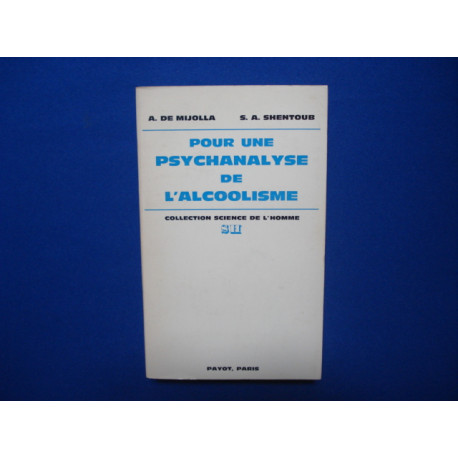 A. DE MIJOLLA S. A. SHENTOUB
POUR UNE
PSYCHANALYSE
DE
L'ALCOOLISME
COLLECTION SCIENCE DE L'HOMME
SH
PAYOT, PARIS